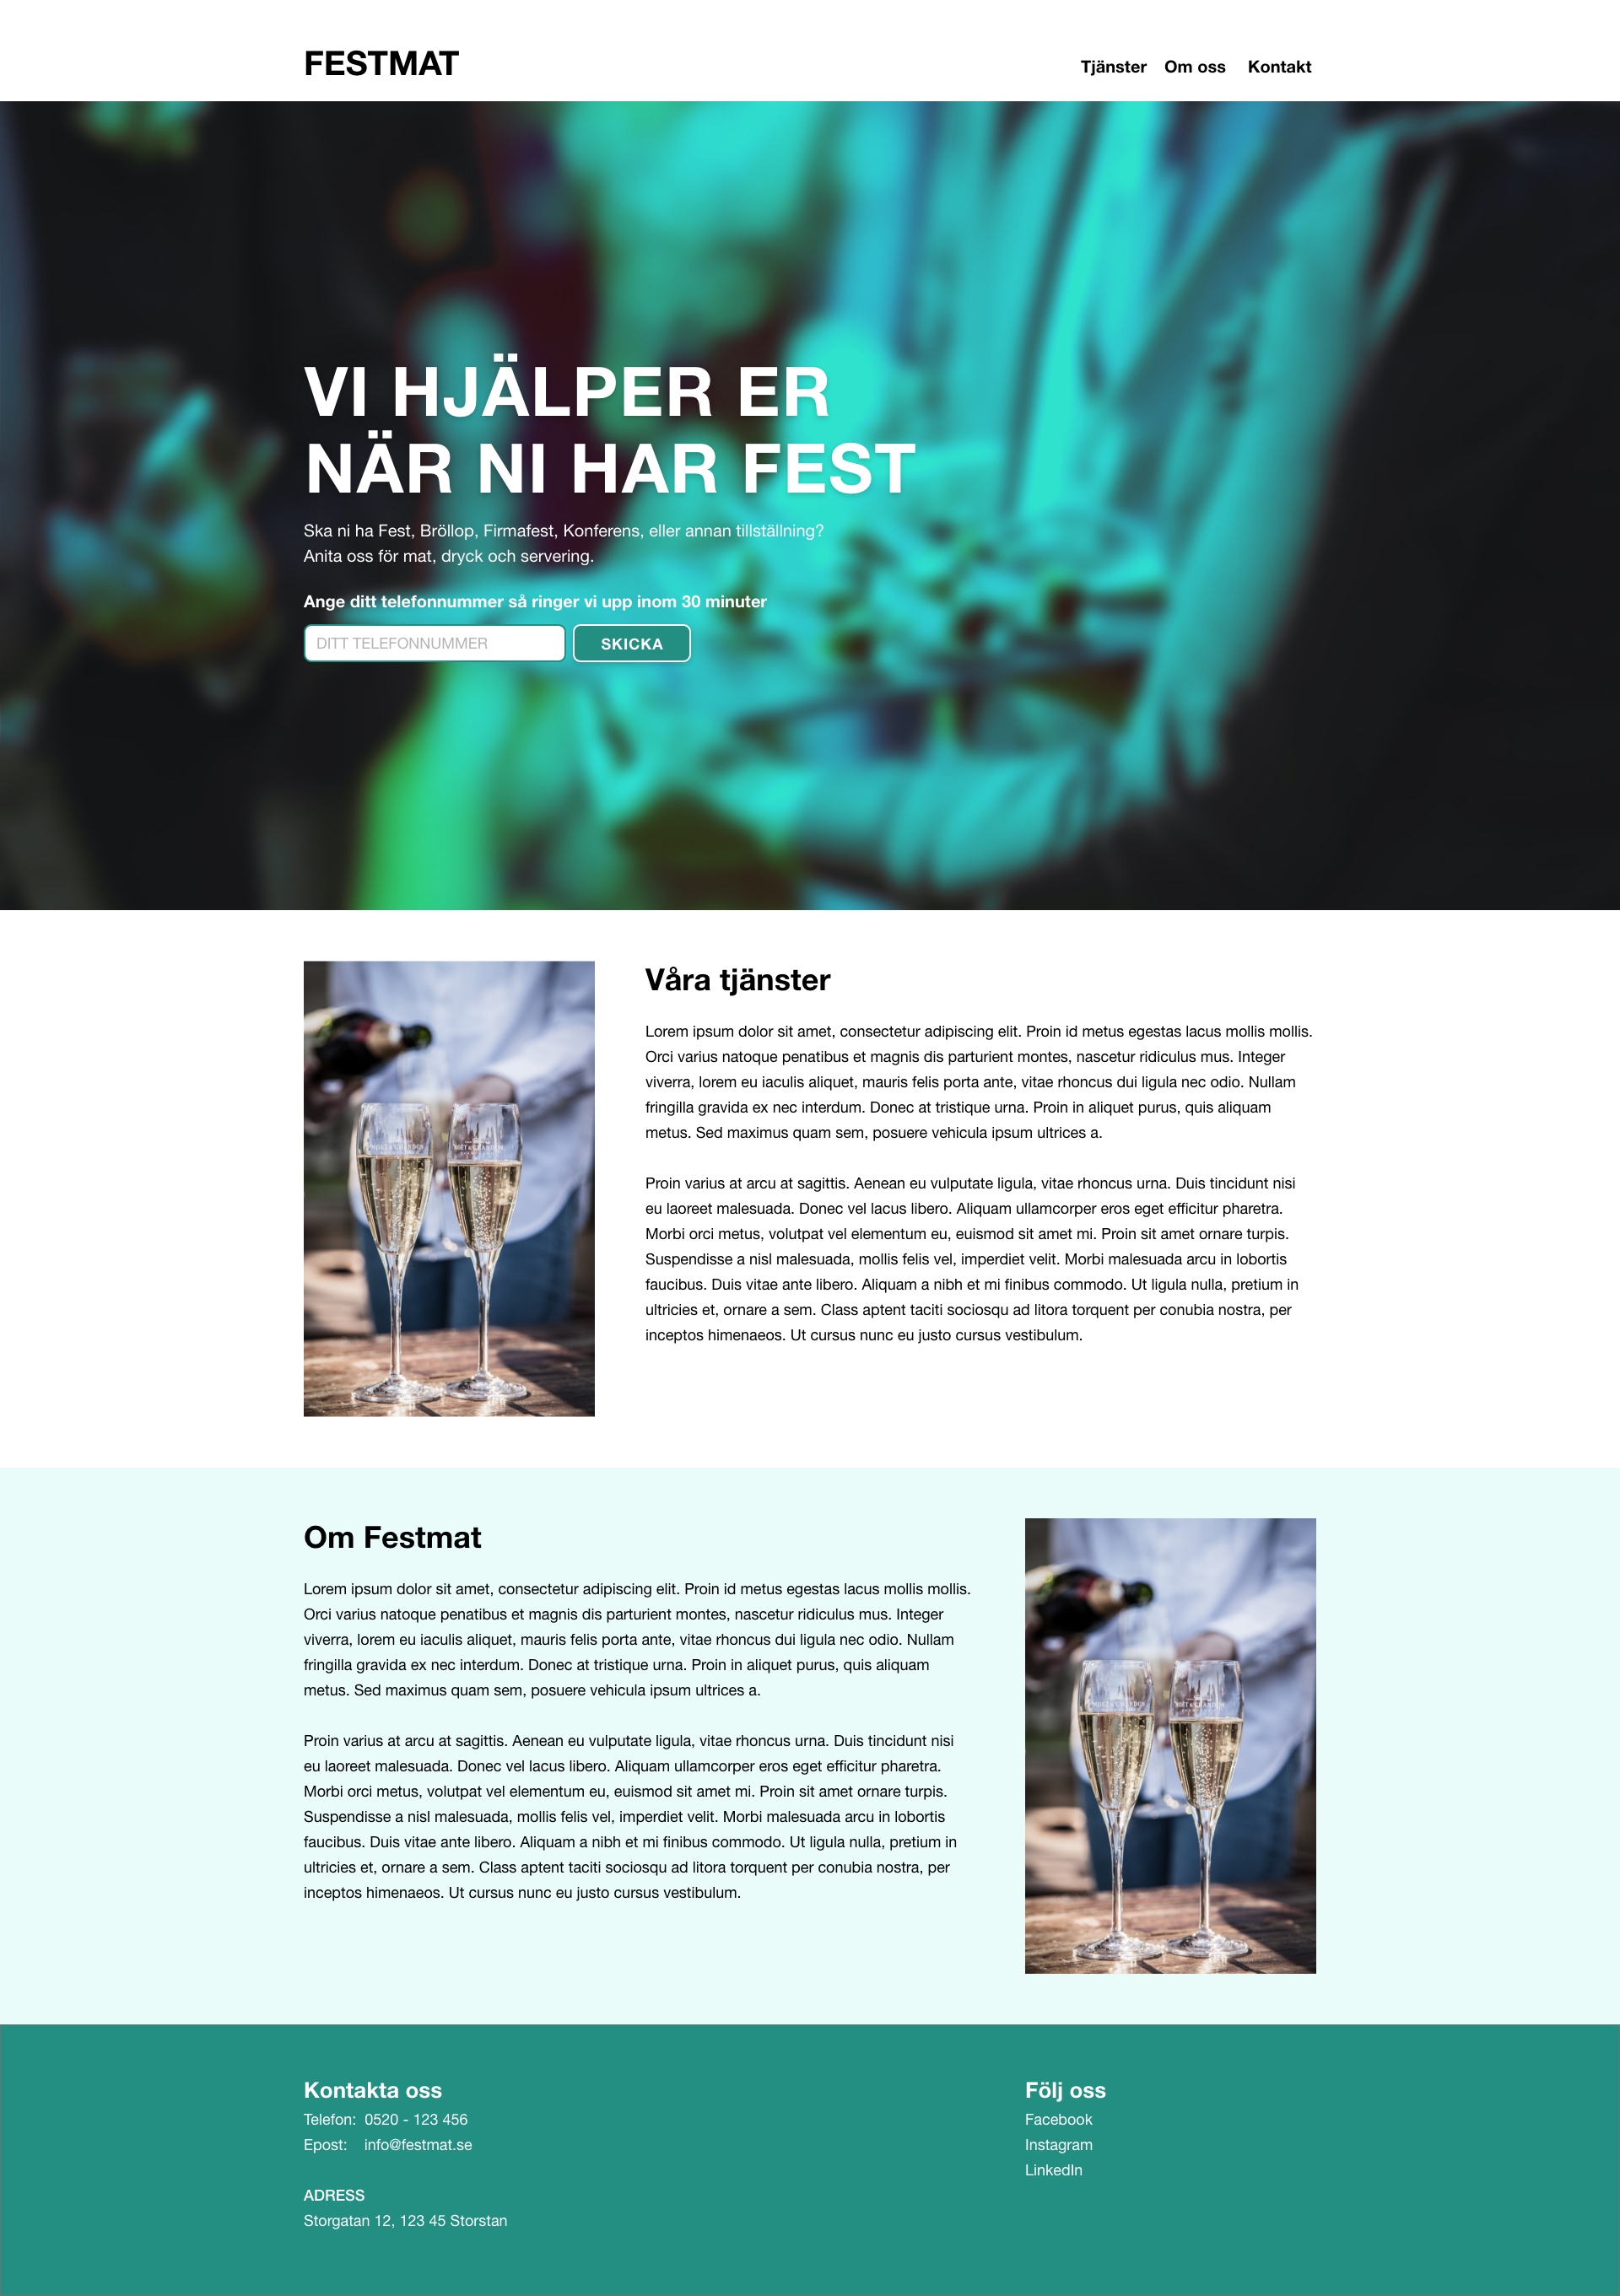 FESTMAT
Tjänster Om oss Kontakt
VI HJÄLPER ER
NÄR NI HAR FEST
Ska ni ha Fest, Bröllop, Firmafest, Konferens, eller annan tillställning?
Anita oss för mat, dryck och servering.
Ange ditt telefonnummer så ringer vi upp inom 30 minuter
DITT TELEFONNUMMER
SKICKA
Våra tjänster
Lorem ipsum dolor sit amet, consectetur adipiscing elit. Proin id metus egestas lacus mollis mollis.
Orci varius natoque penatibus et magnis dis parturient montes, nascetur ridiculus mus. Integer
viverra, lorem eu iaculis aliquet, mauris felis porta ante, vitae rhoncus dui ligula nec odio. Nullam
fringilla gravida ex nec interdum. Donec at tristique urna. Proin in aliquet purus, quis aliquam
metus. Sed maximus quam sem, posuere vehicula ipsum ultrices a.
Proin varius at arcu at sagittis. Aenean eu vulputate ligula, vitae rhoncus urna. Duis tincidunt nisi
eu laoreet malesuada. Donec vel lacus libero. Aliquam ullamcorper eros eget efficitur pharetra.
Morbi orci metus, volutpat vel elementum eu, euismod sit amet mi. Proin sit amet ornare turpis.
Suspendisse a nisl malesuada, mollis felis vel, imperdiet velit. Morbi malesuada arcu in lobortis
faucibus. Duis vitae ante libero. Aliquam a nibh et mi finibus commodo. Ut ligula nulla, pretium in
ultricies et, ornare a sem. Class aptent taciti sociosqu ad litora torquent per conubia nostra, per
inceptos himenaeos. Ut cursus nunc eu justo cursus vestibulum.
Om Festmat
Lorem ipsum dolor sit amet, consectetur adipiscing elit. Proin id metus egestas lacus mollis mollis.
Orci varius natoque penatibus et magnis dis parturient montes, nascetur ridiculus mus. Integer
viverra, lorem eu iaculis aliquet, mauris felis porta ante, vitae rhoncus dui ligula nec odio. Nullam
fringilla gravida ex nec interdum. Donec at tristique urna. Proin in aliquet purus, quis aliquam
metus. Sed maximus quam sem, posuere vehicula ipsum ultrices a.
Proin varius at arcu at sagittis. Aenean eu vulputate ligula, vitae rhoncus urna. Duis tincidunt nisi
eu laoreet malesuada. Donec vel lacus libero. Aliquam ullamcorper eros eget efficitur pharetra.
Morbi orci metus, volutpat vel elementum eu, euismod sit amet mi. Proin sit amet ornare turpis.
Suspendisse a nisl malesuada, mollis felis vel, imperdiet velit. Morbi malesuada arcu in lobortis
faucibus. Duis vitae ante libero. Aliquam a nibh et mi finibus commodo. Ut ligula nulla, pretium in
ultricies et, ornare a sem. Class aptent taciti sociosqu ad litora torquent per conubia nostra, per
inceptos himenaeos. Ut cursus nunc eu justo cursus vestibulum.
Kontakta oss
Telefon: 0520 - 123 456
Epost: info@festmat.se
ADRESS
Storgatan 12, 123 45 Storstan
Följ oss
Facebook
Instagram
LinkedIn